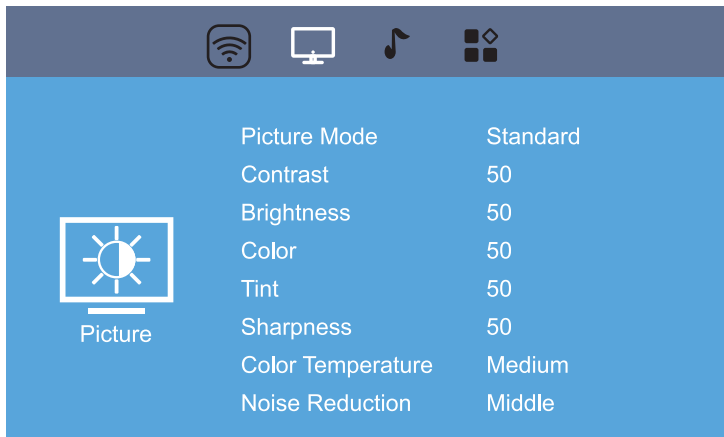 Picture Mode Standard
Contrast 50
Brightness 50
Color 50
Tint 50
Sharpness 50
Color Temperature Medium
Noise Reduction Middle
Picture